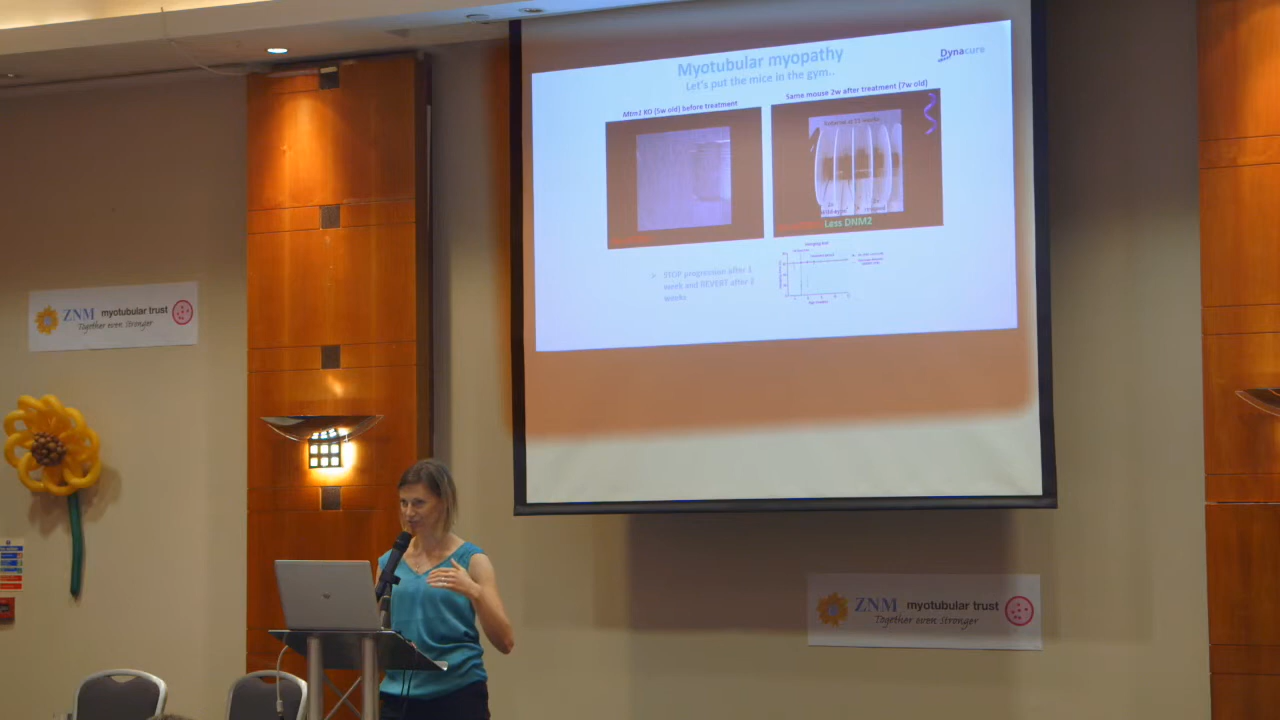 Myotubular myopathy
Let's put the mice in the gym..
Dynacure
Mtm1 KO (5w old) before treatment
Same mouse 2w after treatment (7w old)
Less DNM2
> STOP progression after 1
week and REVERT after 2
weeks
Hanging test
ZNM myotubular trust
Together even Stronger
ZNM myotubular trust
Together even Stronger